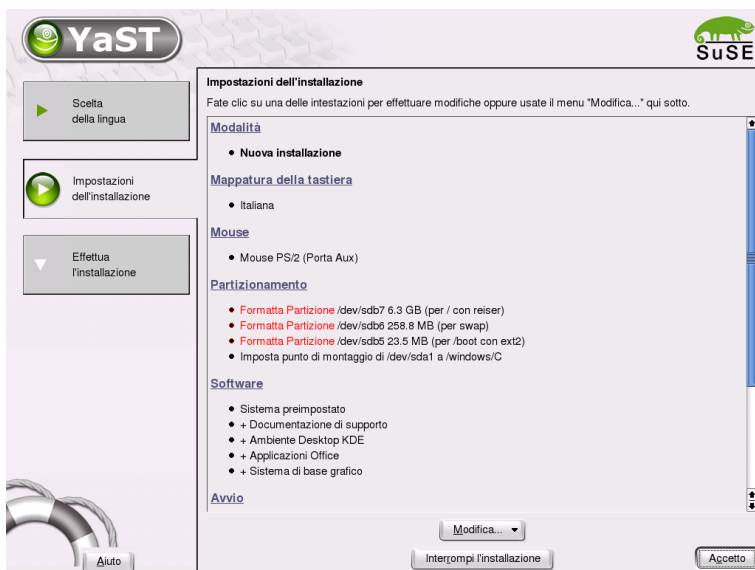 YaST
SuSE
Scelta
della lingua
Impostazioni
dell'installazione
Effettua
l'installazione
Aiuto
Impostazioni dell'installazione
Fate clic su una delle intestazioni per effettuare modifiche oppure usate il menu "Modifica..." qui sotto.
Modalità
Nuova installazione
Mappatura della tastiera
Italiana
Mouse
Mouse PS/2 (Porta Aux)
Partizionamento
Formatta Partizione /dev/sdb7 6.3 GB (per / con reiser)
Formatta Partizione /dev/sdb6 258.8 MB (per swap)
Formatta Partizione /dev/sdb5 23.5 MB (per /boot con ext2)
Imposta punto di montaggio di /dev/sda1 a /windows/C
Software
Sistema preimpostato
+ Documentazione di supporto
+ Ambiente Desktop KDE
+ Applicazioni Office
+ Sistema di base grafico
Avvio
Modifica...
Interrompi l'installazione
Accetto